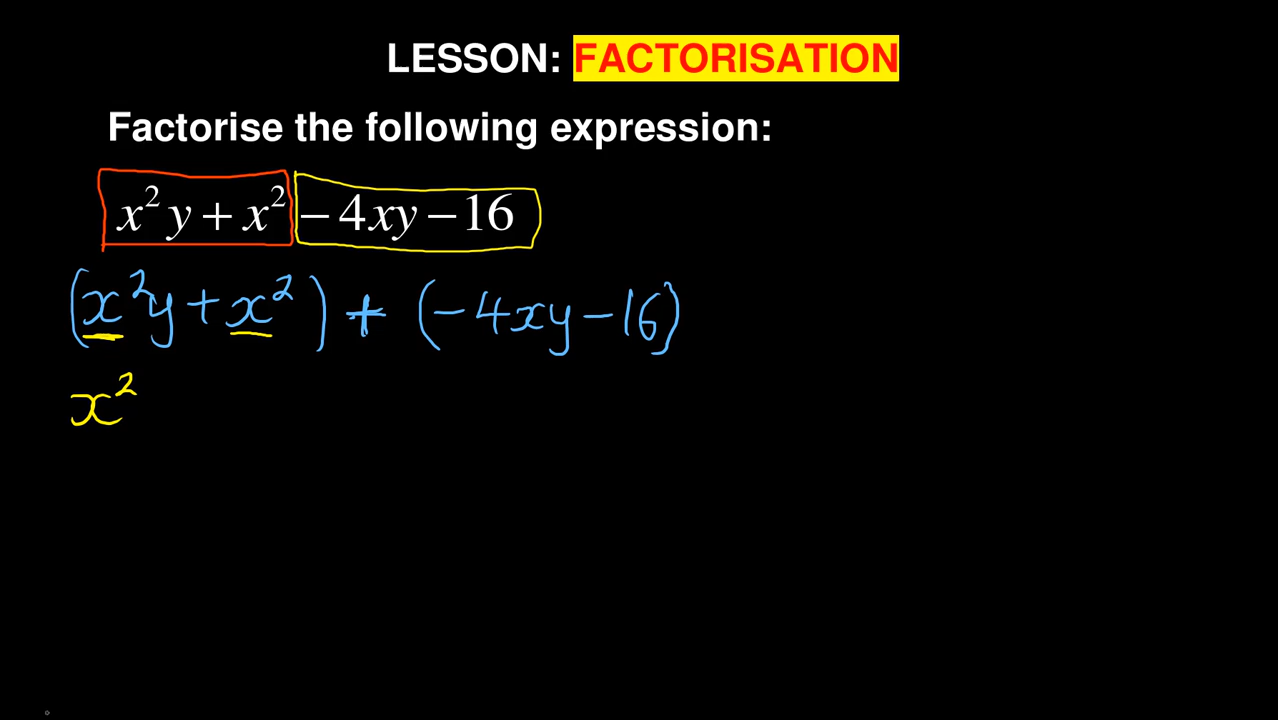 LESSON: FACTORISATION
Factorise the following expression:
x²y + x² – 4xy – 16
(x²y + x²) + (– 4xy – 16)
x²